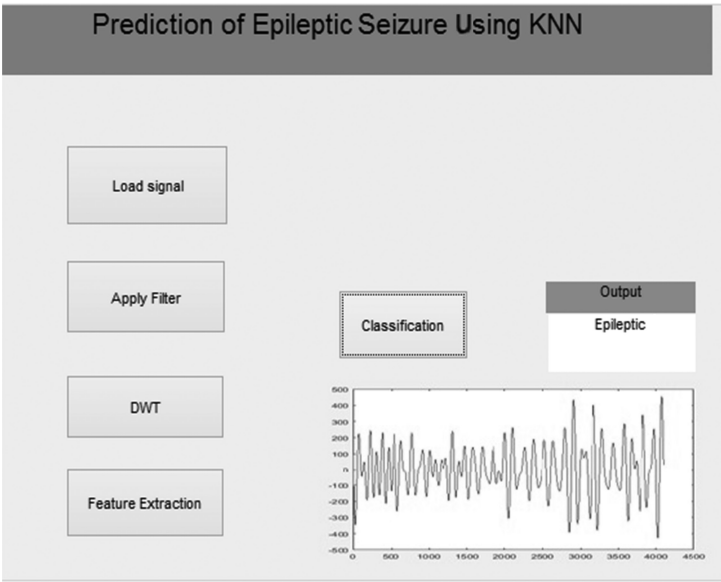 Prediction of Epileptic Seizure Using KNN
Load signal
Apply Filter
DWT
Feature Extraction
Classification
Output
Epileptic
500
400
300
200
100
-100
-200
-300
-400
-500
0 500 1000 1500 2000 2500 3000 3500 4000 4500